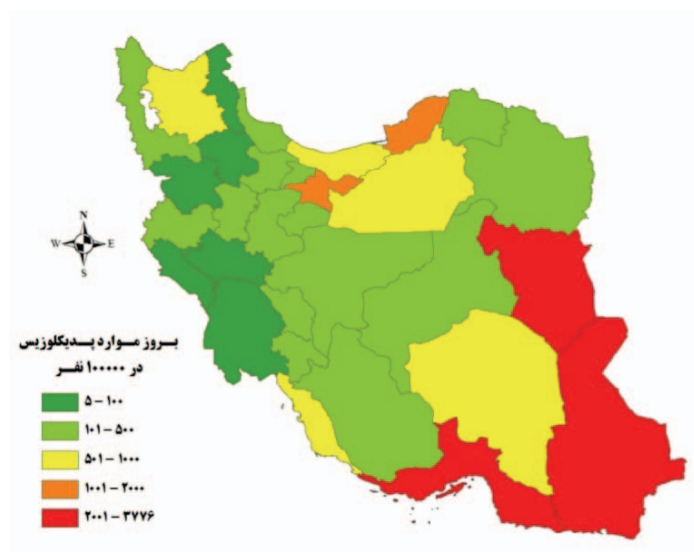 N
W E
S
بروز موارد پدیکلوزیس
در ۱۰۰۰۰۰ نفر
۵ – ۱۰۰
۱۰۱ – ۵۰۰
۵۰۱ – ۱۰۰۰
۱۰۰۱ – ۲۰۰۰
۲۰۰۱ – ۳۷۷۶